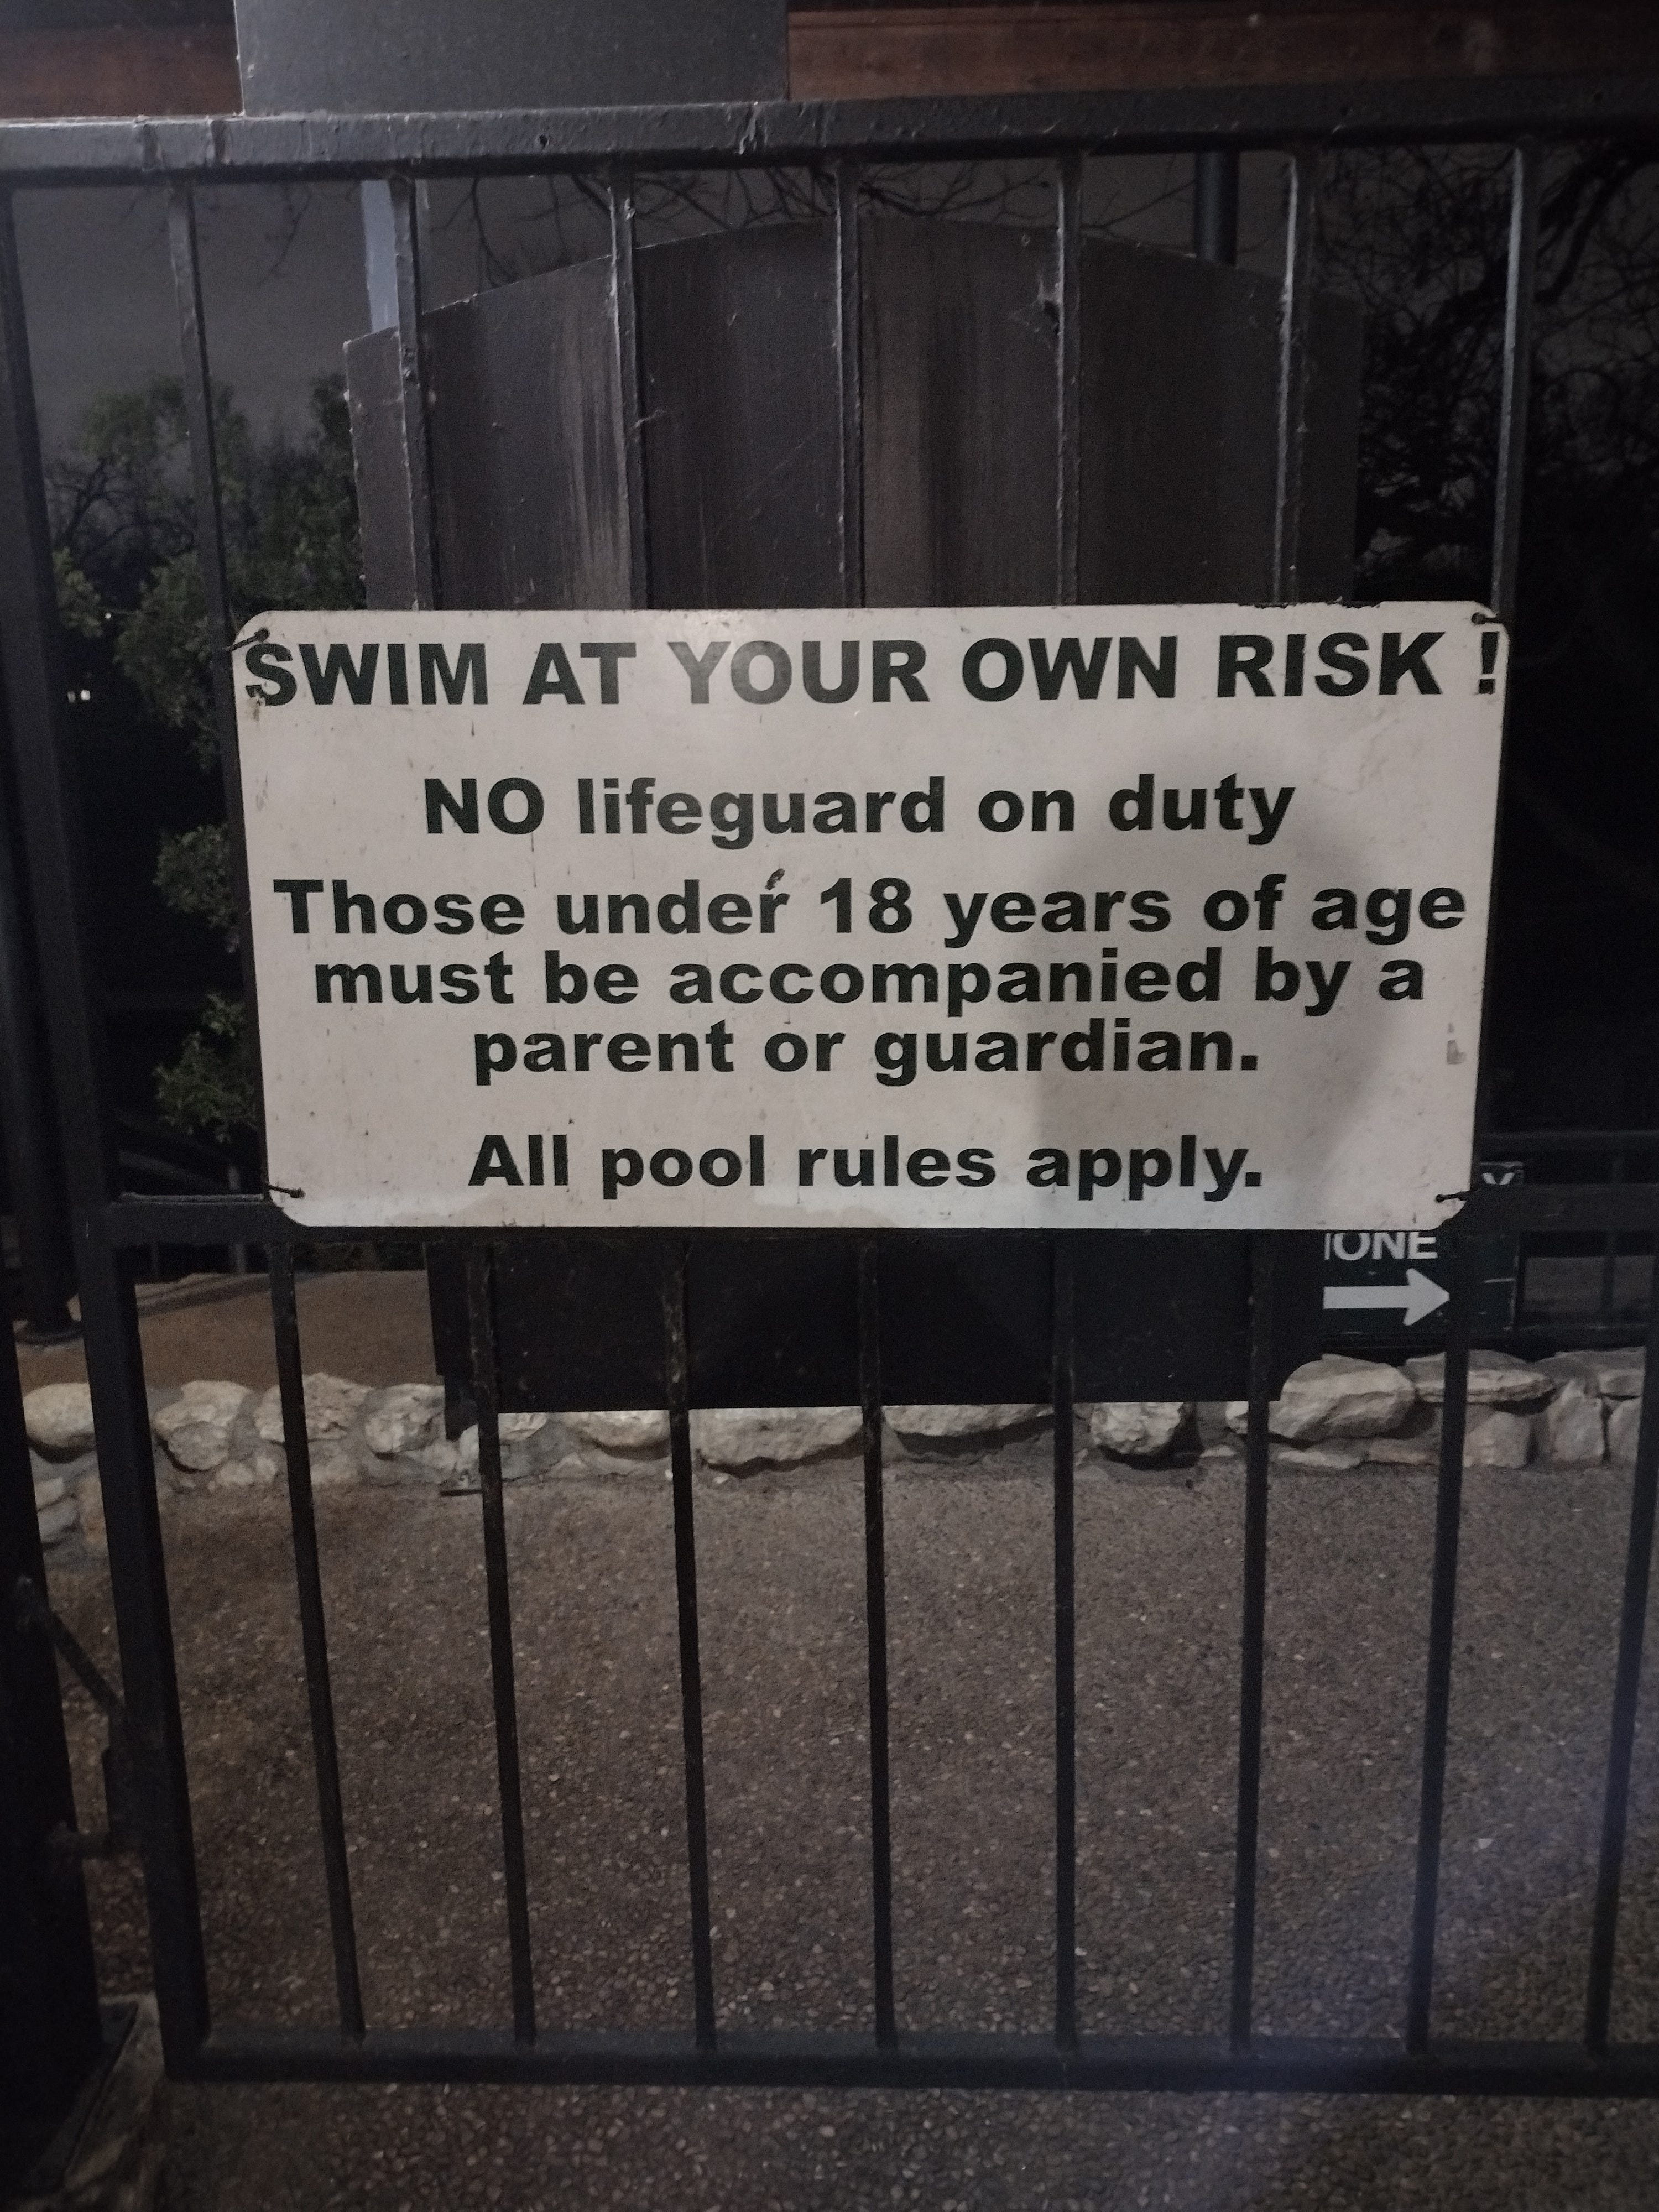 SWIM AT YOUR OWN RISK !
NO lifeguard on duty
Those under 18 years of age
must be accompanied by a
parent or guardian.
All pool rules apply.